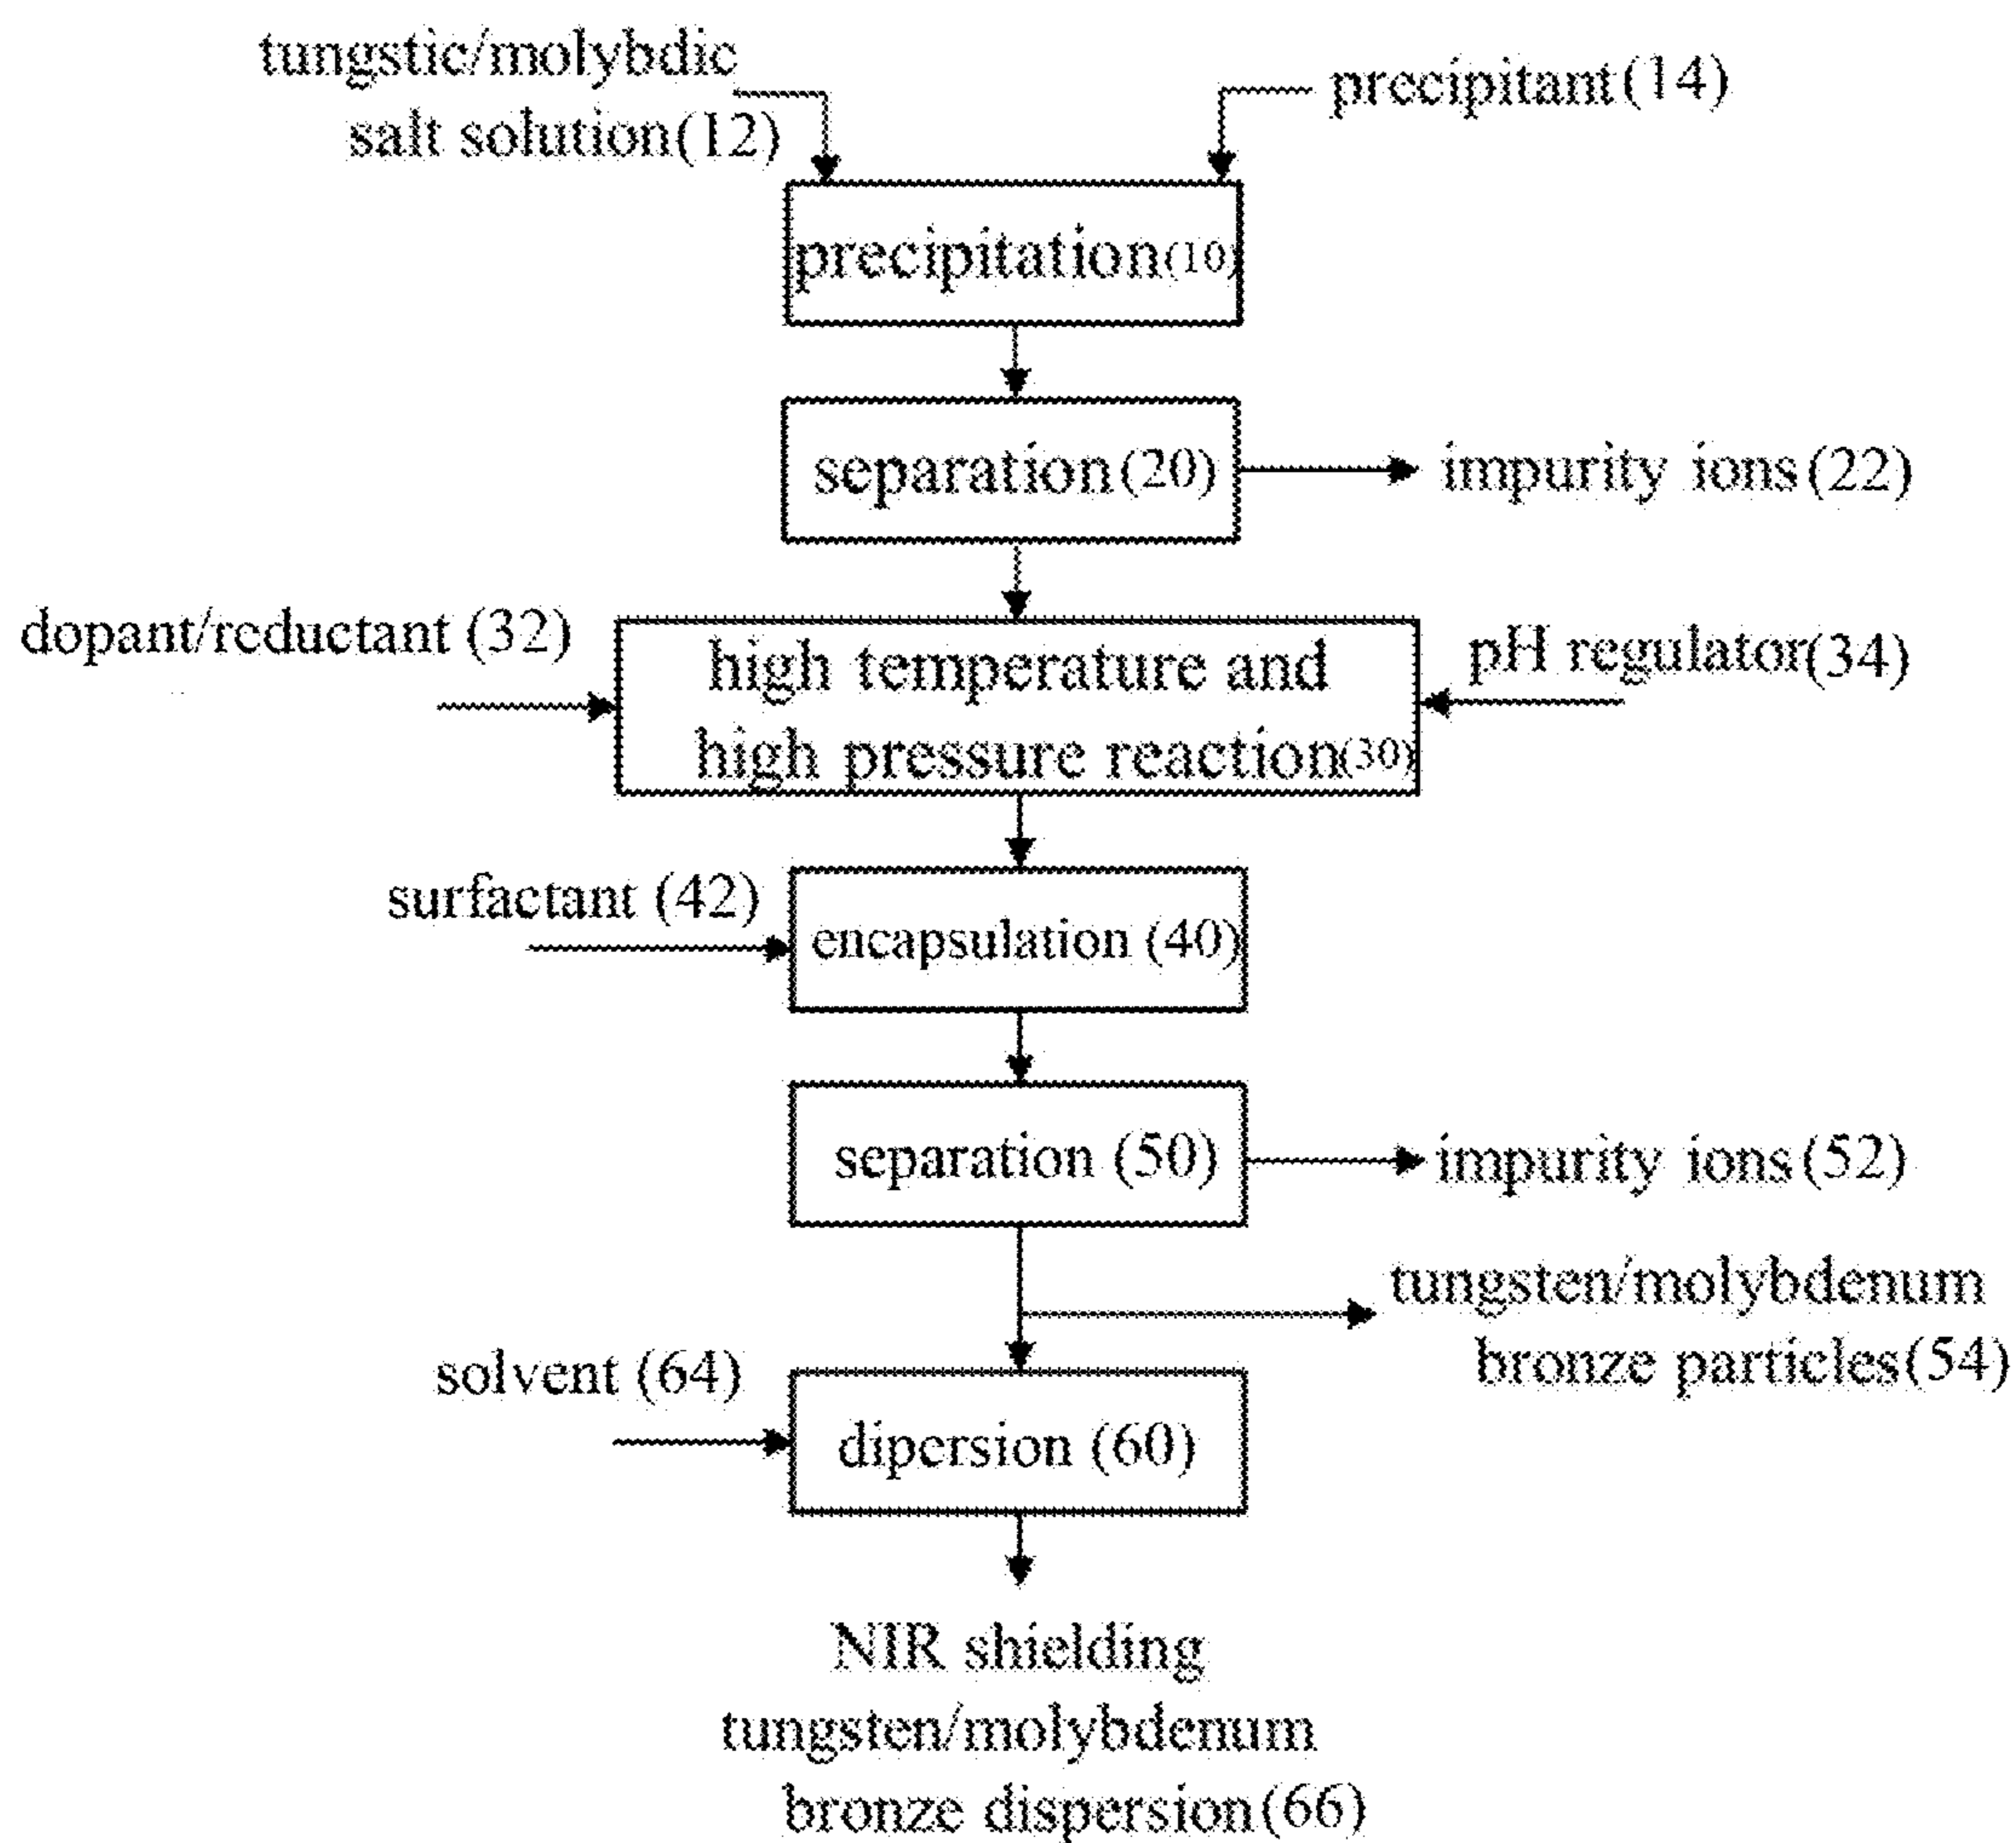 tungstic/molybdic
salt solution(12)
precipitant(14)
precipitation(10)
separation(20)
impurity ions(22)
dopant/reductant (32)
high temperature and
high pressure reaction(30)
pH regulator(34)
surfactant (42)
encapsulation (40)
separation (50)
impurity ions(52)
tungsten/molybdenum
bronze particles(54)
solvent (64)
dipersion (60)
NIR shielding
tungsten/molybdenum
bronze dispersion(66)